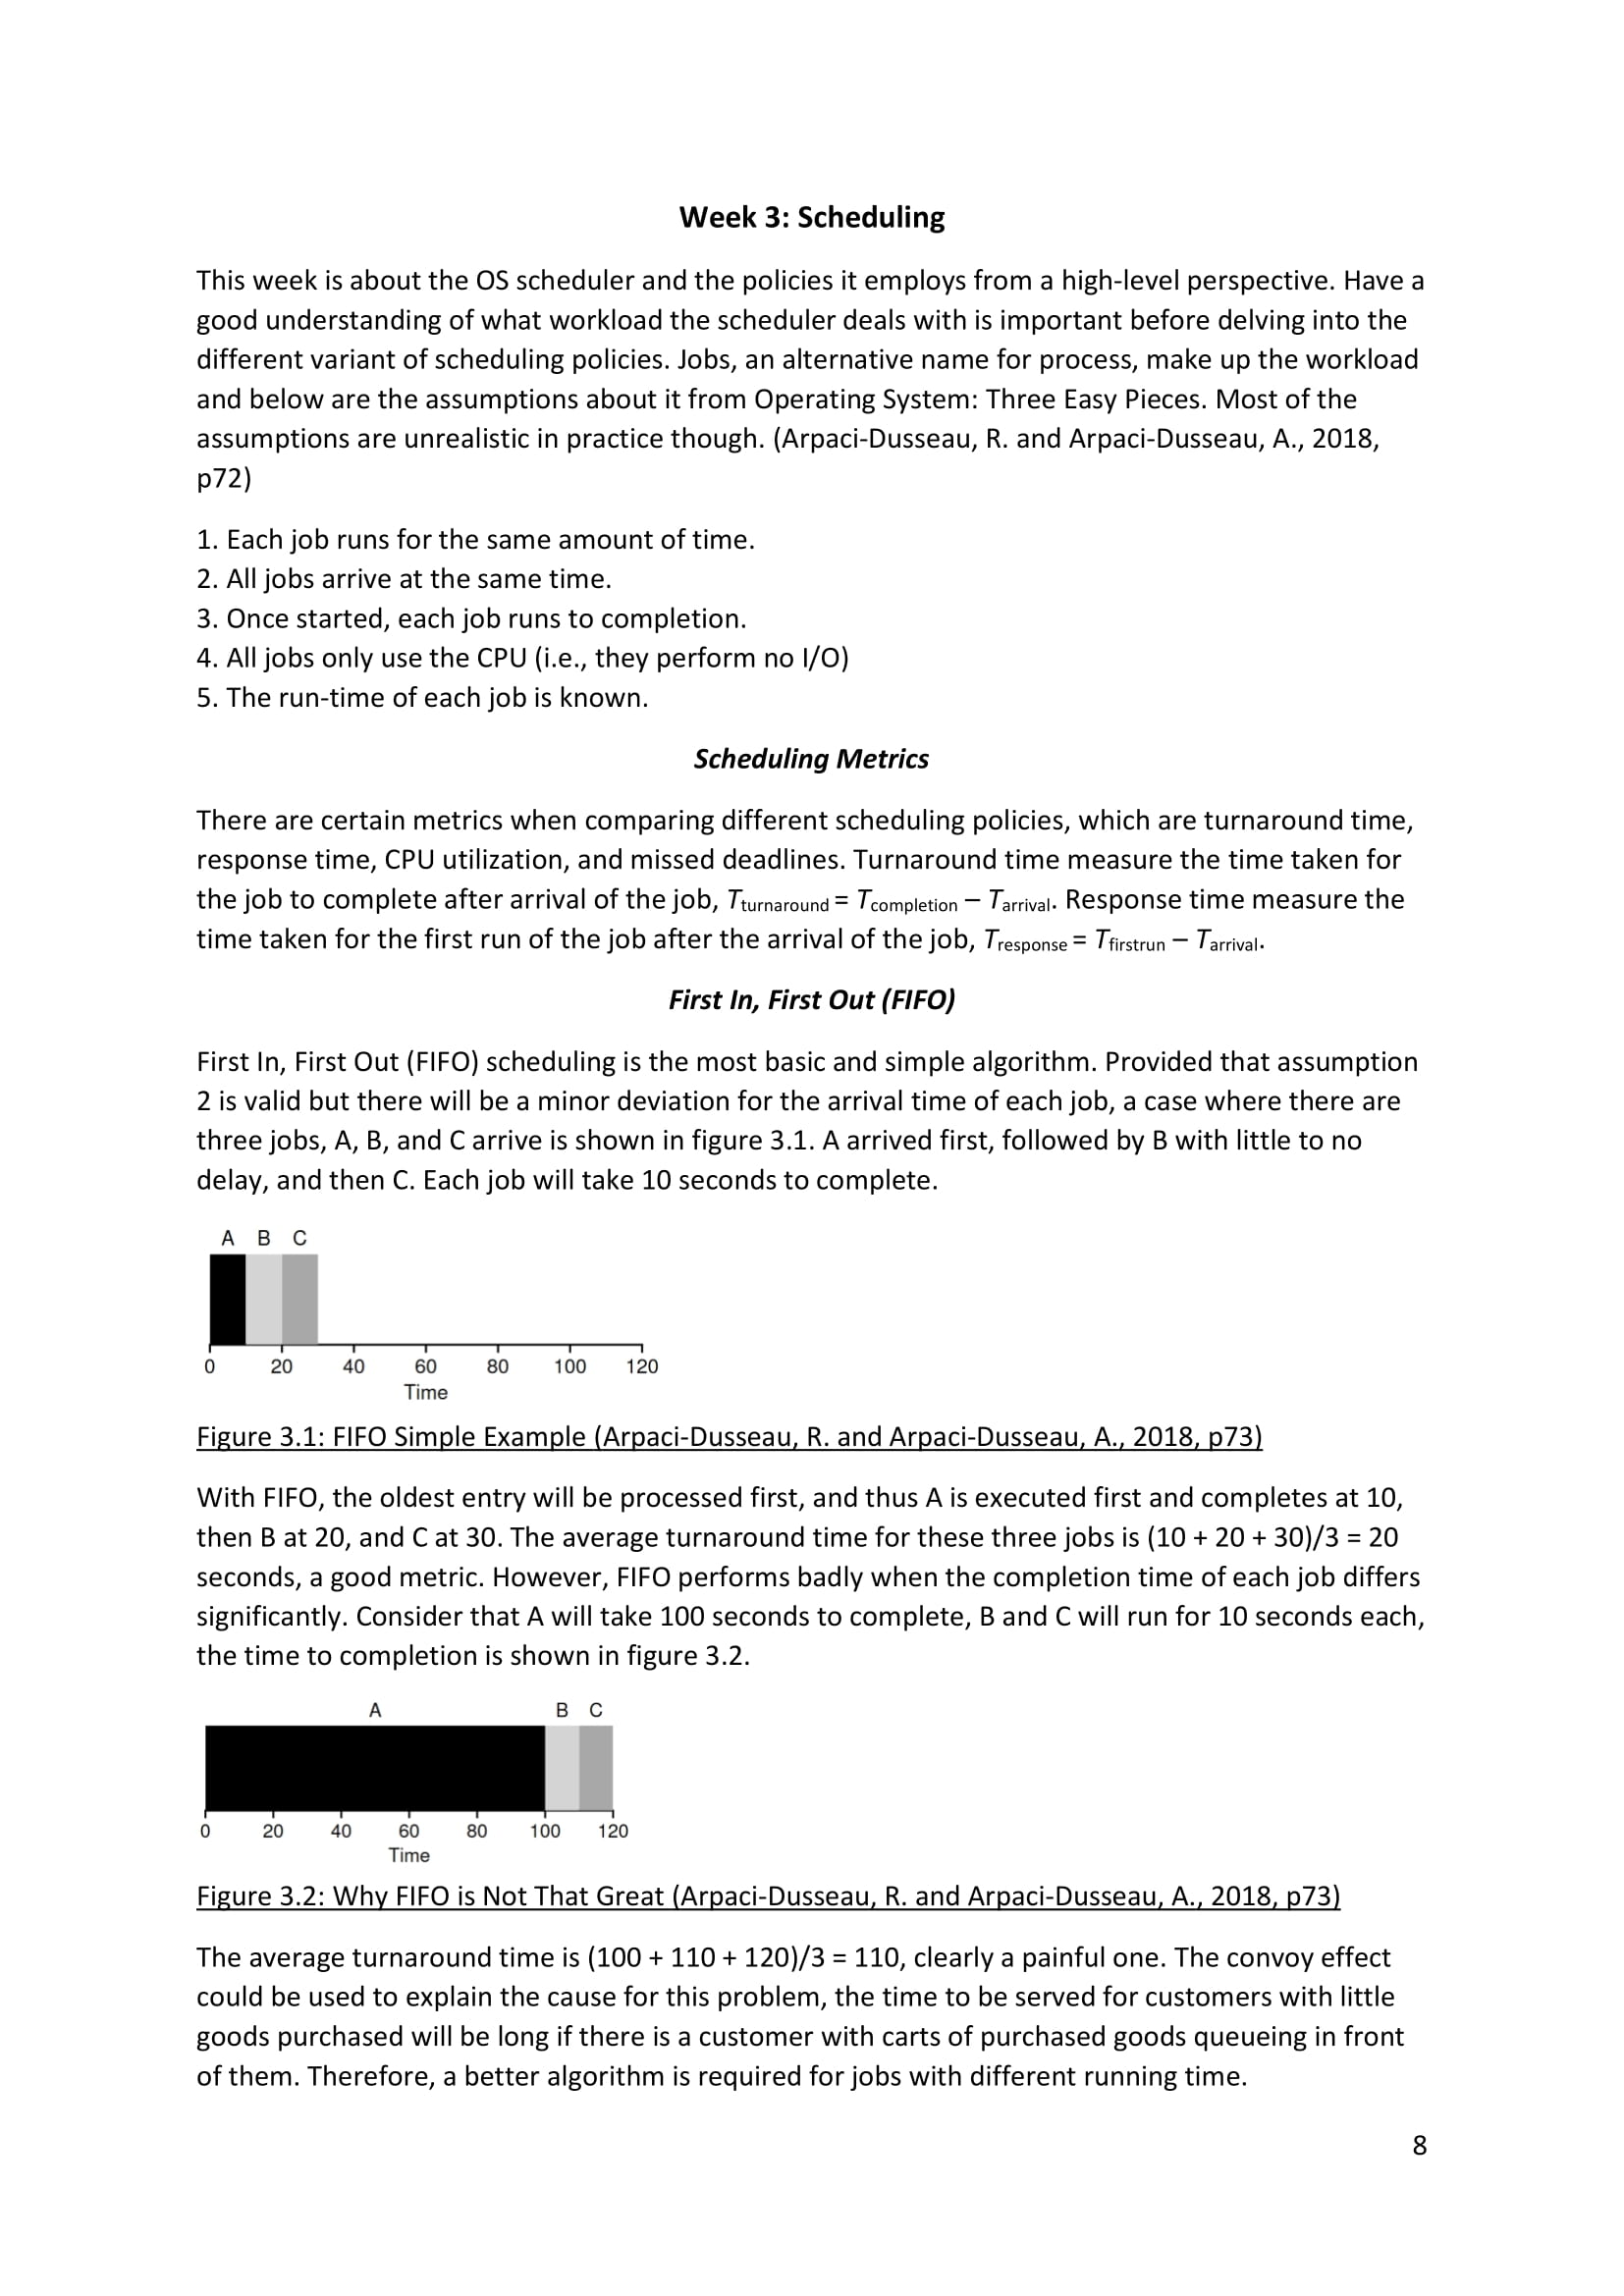 Week 3: Scheduling
This week is about the OS scheduler and the policies it employs from a high-level perspective. Have a
good understanding of what workload the scheduler deals with is important before delving into the
different variant of scheduling policies. Jobs, an alternative name for process, make up the workload
and below are the assumptions about it from Operating System: Three Easy Pieces. Most of the
assumptions are unrealistic in practice though. (Arpaci-Dusseau, R. and Arpaci-Dusseau, A., 2018,
p72)
1. Each job runs for the same amount of time.
2. All jobs arrive at the same time.
3. Once started, each job runs to completion.
4. All jobs only use the CPU (i.e., they perform no I/O)
5. The run-time of each job is known.
Scheduling Metrics
There are certain metrics when comparing different scheduling policies, which are turnaround time,
response time, CPU utilization, and missed deadlines. Turnaround time measure the time taken for
the job to complete after arrival of the job, Tturnaround = Tcompletion − Tarrival. Response time measure the
time taken for the first run of the job after the arrival of the job, Tresponse = Tfirstrun − Tarrival.
First In, First Out (FIFO)
First In, First Out (FIFO) scheduling is the most basic and simple algorithm. Provided that assumption
2 is valid but there will be a minor deviation for the arrival time of each job, a case where there are
three jobs, A, B, and C arrive is shown in figure 3.1. A arrived first, followed by B with little to no
delay, and then C. Each job will take 10 seconds to complete.
A B C
0 20 40 60 80 100 120
Time
Figure 3.1: FIFO Simple Example (Arpaci-Dusseau, R. and Arpaci-Dusseau, A., 2018, p73)
With FIFO, the oldest entry will be processed first, and thus A is executed first and completes at 10,
then B at 20, and C at 30. The average turnaround time for these three jobs is (10 + 20 + 30)/3 = 20
seconds, a good metric. However, FIFO performs badly when the completion time of each job differs
significantly. Consider that A will take 100 seconds to complete, B and C will run for 10 seconds each,
the time to completion is shown in figure 3.2.
A B C
0 20 40 60 80 100 120
Time
Figure 3.2: Why FIFO is Not That Great (Arpaci-Dusseau, R. and Arpaci-Dusseau, A., 2018, p73)
The average turnaround time is (100 + 110 + 120)/3 = 110, clearly a painful one. The convoy effect
could be used to explain the cause for this problem, the time to be served for customers with little
goods purchased will be long if there is a customer with carts of purchased goods queueing in front
of them. Therefore, a better algorithm is required for jobs with different running time.
8